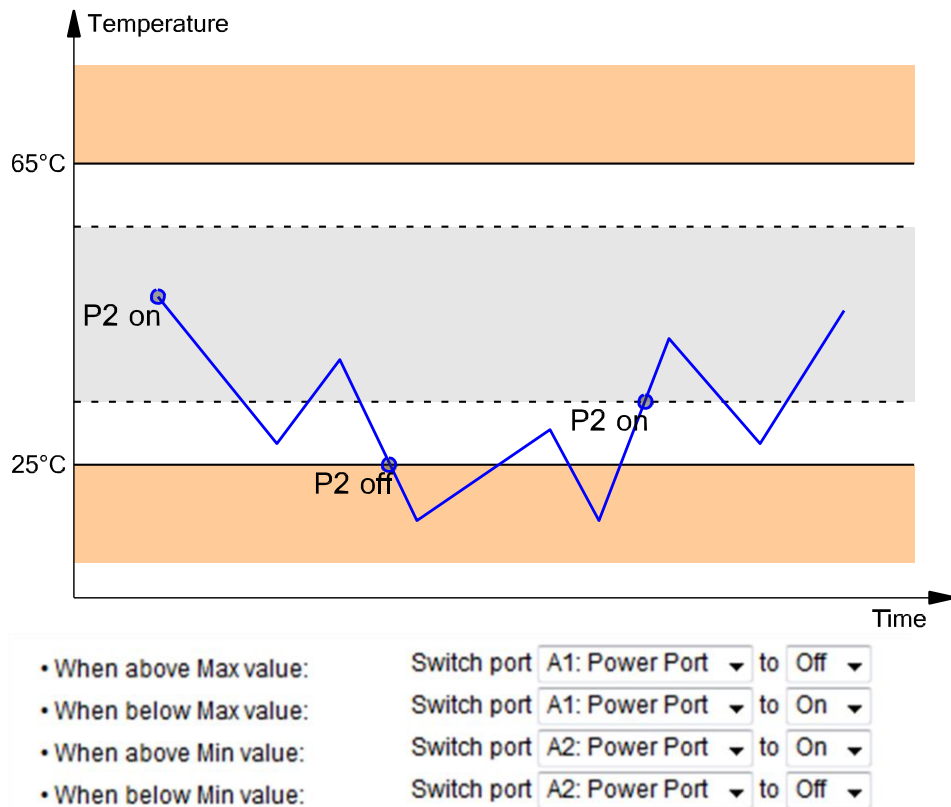 Temperature
65°C
P2 on
P2 on
25°C
P2 off
Time
• When above Max value: Switch port A1: Power Port to Off
• When below Max value: Switch port A1: Power Port to On
• When above Min value: Switch port A2: Power Port to On
• When below Min value: Switch port A2: Power Port to Off